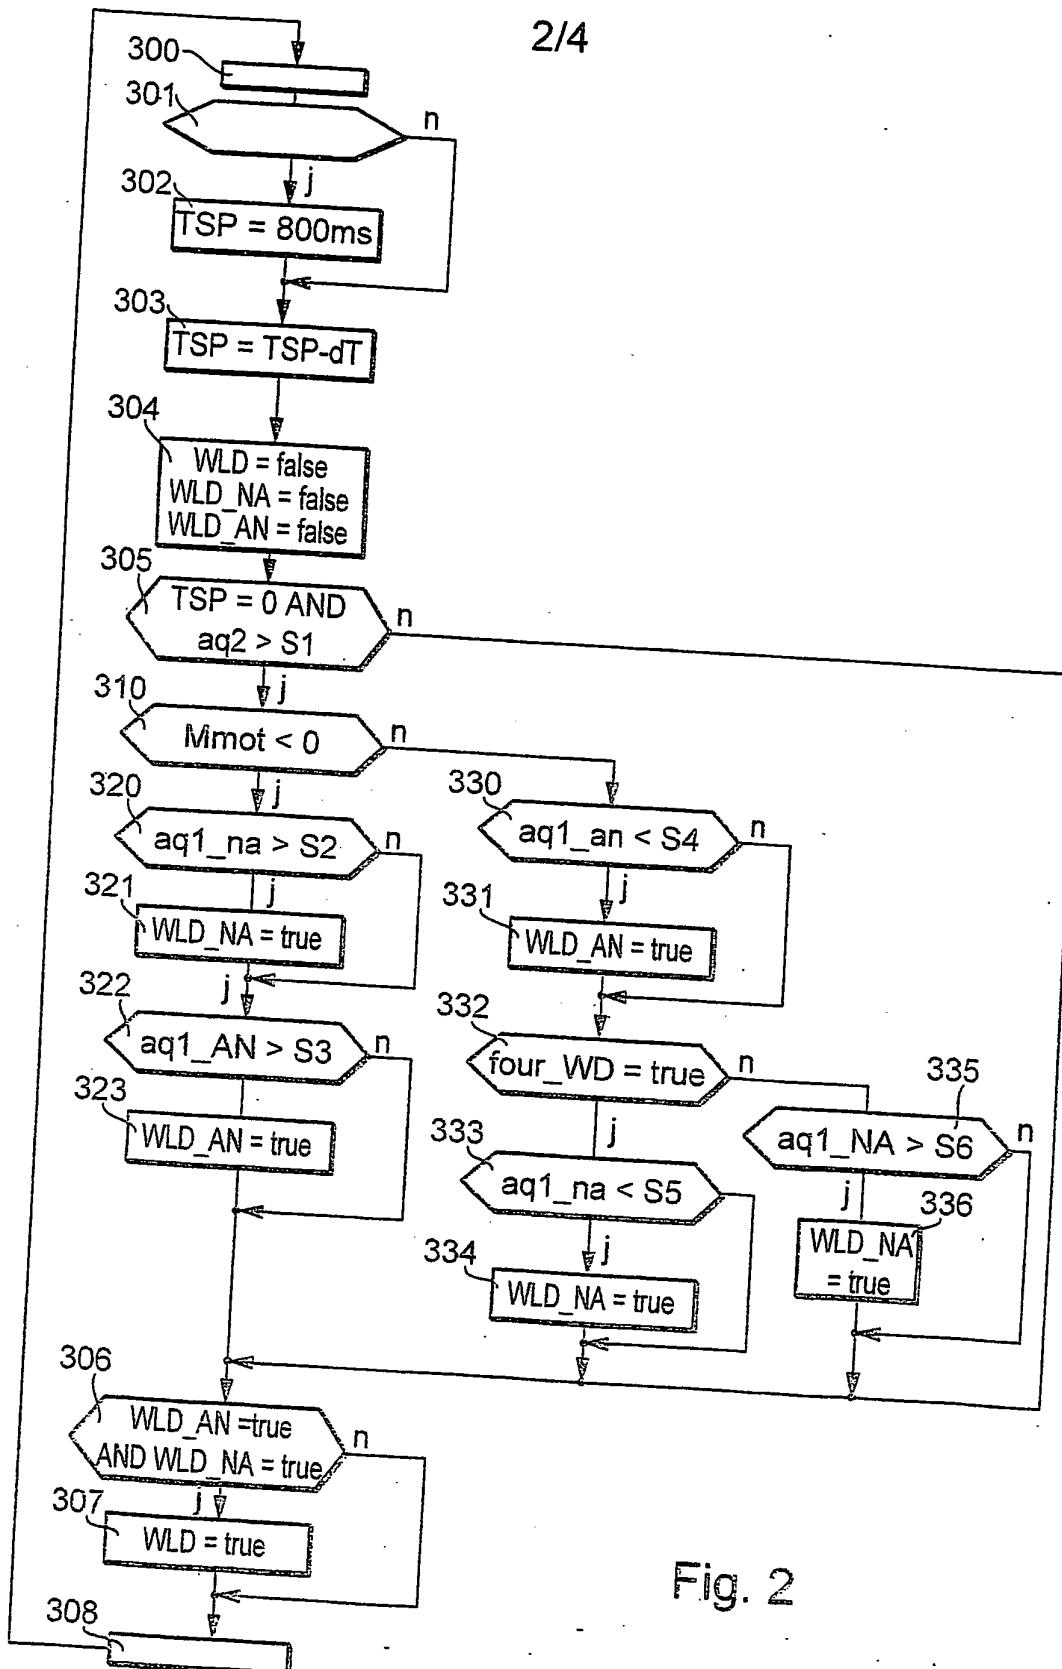 2/4
300
301
n
j
302
TSP = 800ms
303
TSP = TSP-dT
304
WLD = false
WLD_NA = false
WLD_AN = false
305
TSP = 0 AND
aq2 > S1
n
j
310
Mmot < 0
n
j
320
aq1_na > S2
n
j
321
WLD_NA = true
j
322
aq1_AN > S3
n
323
WLD_AN = true
330
aq1_an < S4
n
j
331
WLD_AN = true
332
four_WD = true
n
j
333
aq1_na < S5
j
334
WLD_NA = true
335
aq1_NA > S6
n
j
336
WLD_NA
= true
306
WLD_AN =true
AND WLD_NA = true
n
j
307
WLD = true
308
Fig. 2